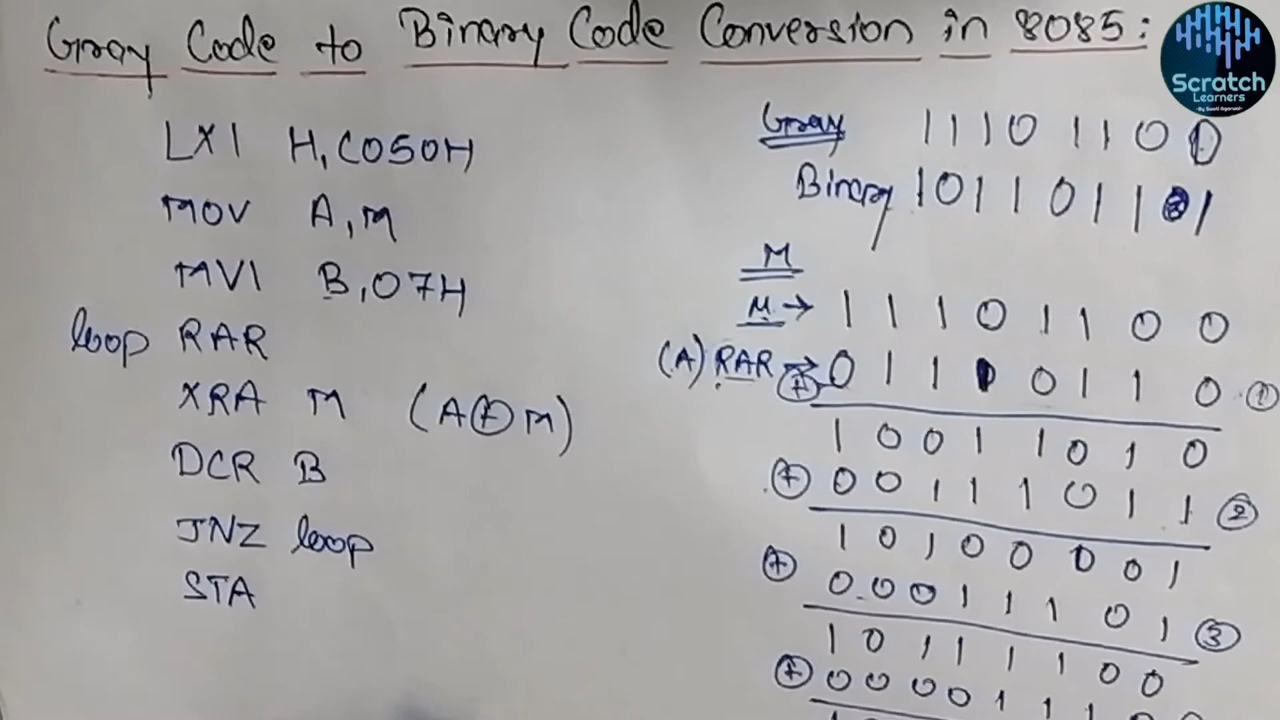 Gray Code to Binary Code Conversion in 8085:
Scratch
Learners
-By Swati Agarwal-
LXI H,C050H
MOV A,M
MVI B,07H
loop RAR
XRA M (A⊕M)
DCR B
JNZ loop
STA
Gray 1 1 1 0 1 1 0 0
Binary 1 0 1 1 0 1 1 1
M
M → 1 1 1 0 1 1 0 0
(A) RAR → 0 1 1 1 0 1 1 0 ①
⊕
1 0 0 1 1 0 1 0
⊕ 0 0 1 1 1 0 1 1 ②
1 0 1 0 0 0 0 1
⊕ 0 0 0 1 1 1 0 1 ③
1 0 1 1 1 1 0 0
⊕ 0 0 0 0 1 1 1